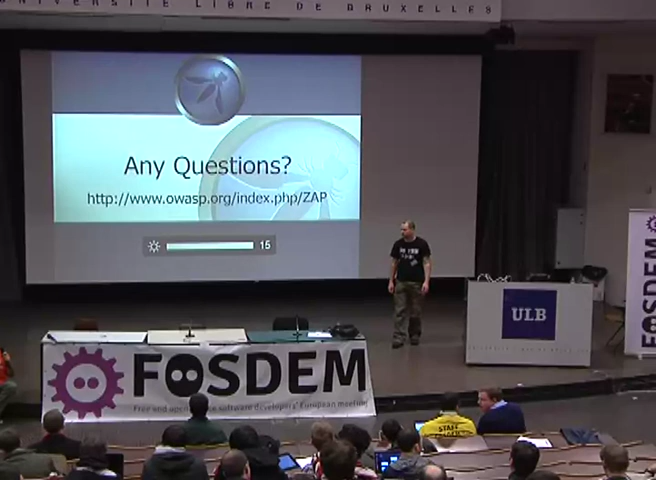 UNIVERSITÉ LIBRE DE BRUXELLES
Any Questions?
http://www.owasp.org/index.php/ZAP
15
ULB
FOSDEM
FOSDEM
Free and open source software developers' European meeting
STAFF